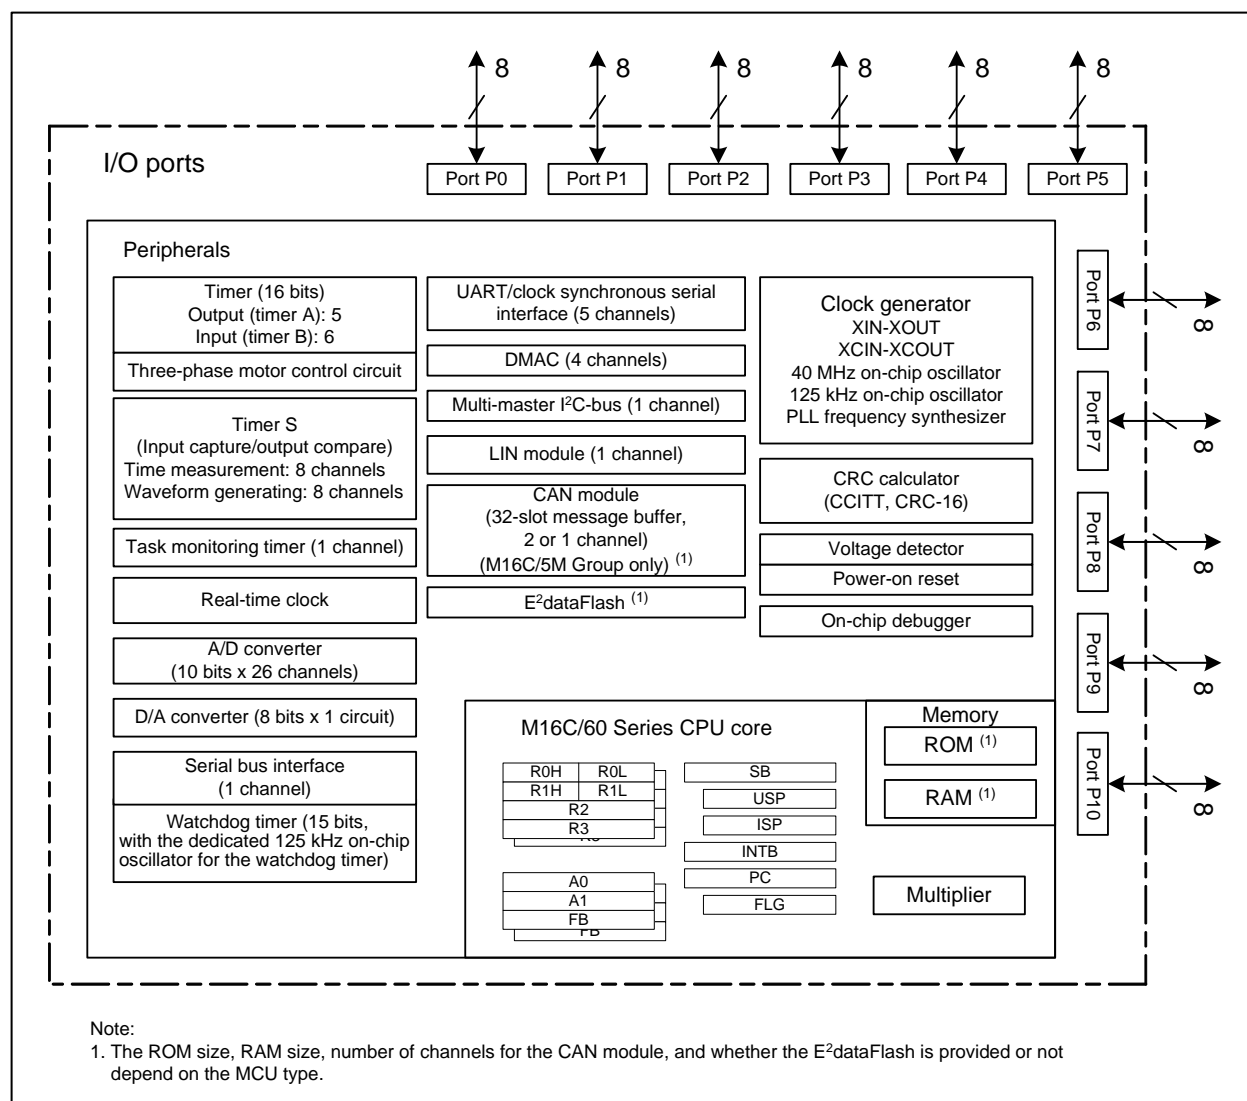 8 8 8 8 8 8
I/O ports
Port P0 Port P1 Port P2 Port P3 Port P4 Port P5
Peripherals
Timer (16 bits)
Output (timer A): 5
Input (timer B): 6
Three-phase motor control circuit
Timer S
(Input capture/output compare)
Time measurement: 8 channels
Waveform generating: 8 channels
Task monitoring timer (1 channel)
Real-time clock
A/D converter
(10 bits x 26 channels)
D/A converter (8 bits x 1 circuit)
Serial bus interface
(1 channel)
Watchdog timer (15 bits,
with the dedicated 125 kHz on-chip
oscillator for the watchdog timer)
UART/clock synchronous serial
interface (5 channels)
DMAC (4 channels)
Multi-master I²C-bus (1 channel)
LIN module (1 channel)
CAN module
(32-slot message buffer,
2 or 1 channel)
(M16C/5M Group only) (1)
E²dataFlash (1)
Clock generator
XIN-XOUT
XCIN-XCOUT
40 MHz on-chip oscillator
125 kHz on-chip oscillator
PLL frequency synthesizer
CRC calculator
(CCITT, CRC-16)
Voltage detector
Power-on reset
On-chip debugger
Port P6
8
Port P7
8
Port P8
8
Port P9
8
Port P10
8
M16C/60 Series CPU core
R0H R0L
R1H R1L
R2
R3
R3
A0
A1
FB
FB
SB
USP
ISP
INTB
PC
FLG
Memory
ROM (1)
RAM (1)
Multiplier
Note:
1. The ROM size, RAM size, number of channels for the CAN module, and whether the E²dataFlash is provided or not
depend on the MCU type.